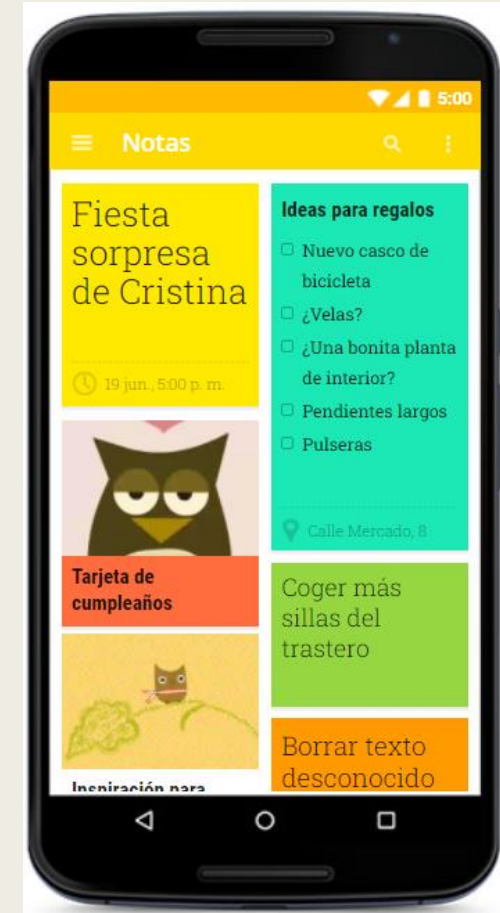 5:00
Notas
Fiesta
sorpresa
de Cristina
19 jun., 5:00 p. m.
Tarjeta de
cumpleaños
Inspiración para
Ideas para regalos
Nuevo casco de
bicicleta
¿Velas?
¿Una bonita planta
de interior?
Pendientes largos
Pulseras
Calle Mercado, 8
Coger más
sillas del
trastero
Borrar texto
desconocido